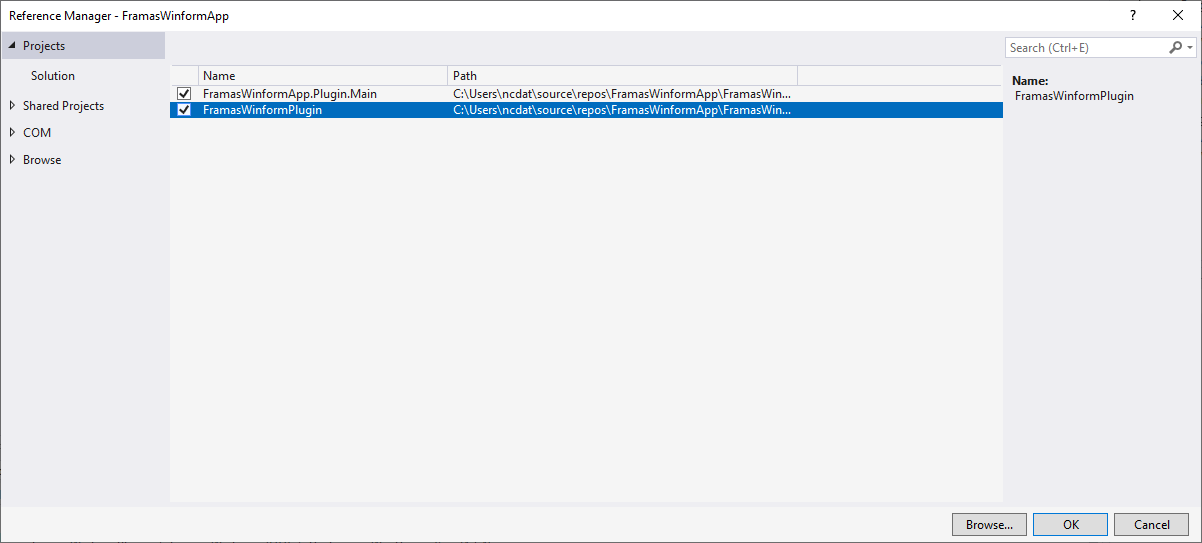 Reference Manager - FramasWinformApp
?
Projects
Solution
Shared Projects
COM
Browse
Name Path
FramasWinformApp.Plugin.Main C:\Users\ncdat\source\repos\FramasWinformApp\FramasWin...
FramasWinformPlugin C:\Users\ncdat\source\repos\FramasWinformApp\FramasWin...
Search (Ctrl+E)
Name:
FramasWinformPlugin
Browse... OK Cancel